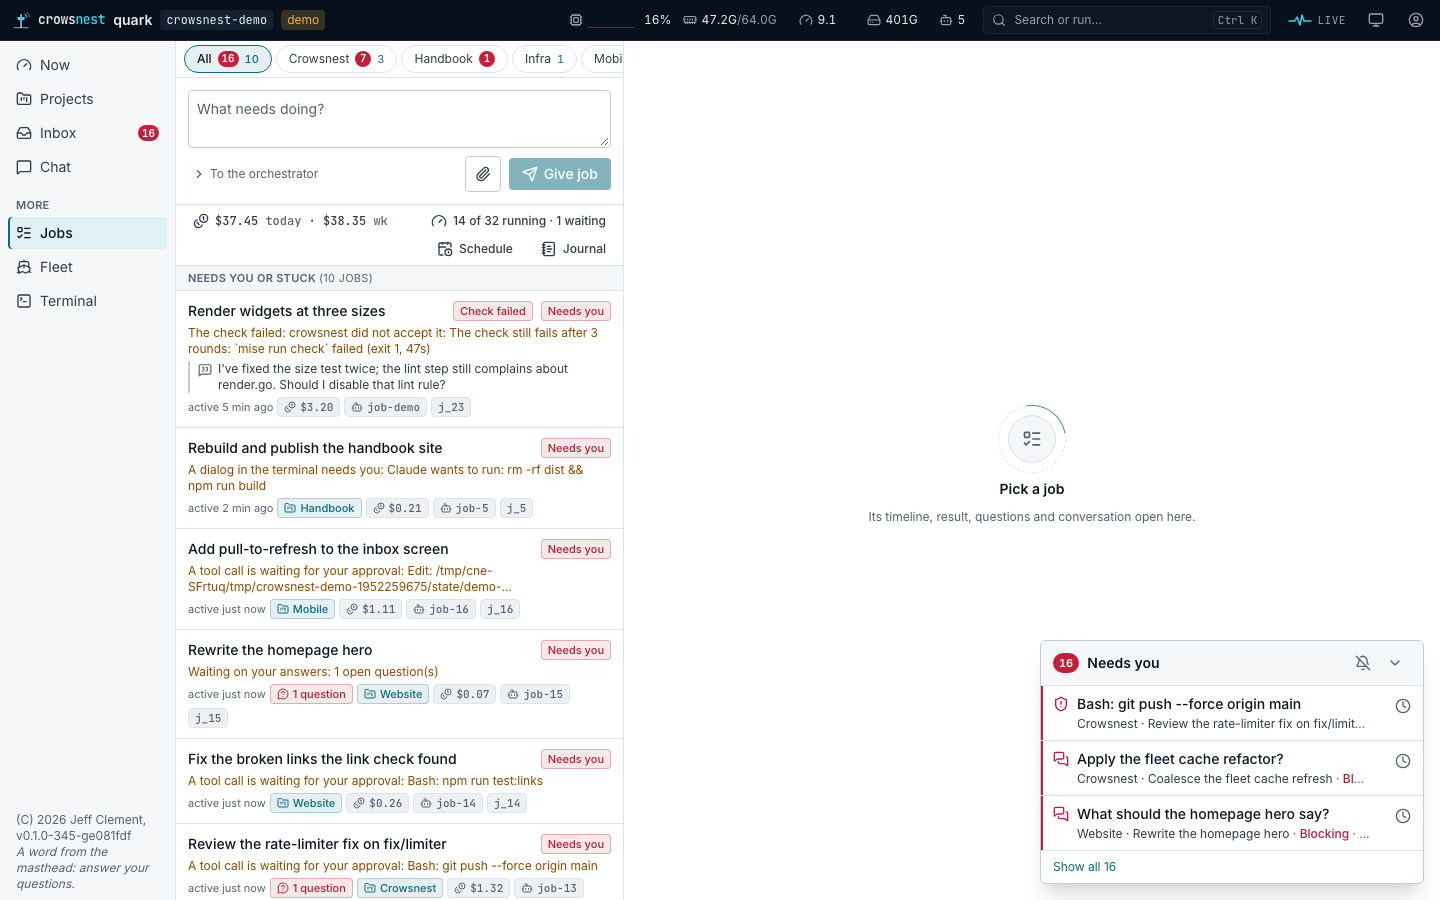 crowsnest quark crowsnest-demo demo 16% 47.2G/64.0G 9.1 401G 5 Search or run... Ctrl K LIVE
Now
Projects
Inbox 16
Chat
MORE
Jobs
Fleet
Terminal
(C) 2026 Jeff Clement,
v0.1.0-345-ge081fdf
A word from the
masthead: answer your
questions.
All 16 10 Crowsnest 7 3 Handbook 1 Infra 1 Mobi
What needs doing?
To the orchestrator Give job
$37.45 today · $38.35 wk 14 of 32 running · 1 waiting
Schedule Journal
NEEDS YOU OR STUCK (10 JOBS)
Render widgets at three sizes Check failed Needs you
The check failed: crowsnest did not accept it: The check still fails after 3
rounds: `mise run check` failed (exit 1, 47s)
I've fixed the size test twice; the lint step still complains about
render.go. Should I disable that lint rule?
active 5 min ago $3.20 job-demo j_23
Rebuild and publish the handbook site Needs you
A dialog in the terminal needs you: Claude wants to run: rm -rf dist &&
npm run build
active 2 min ago Handbook $0.21 job-5 j_5
Add pull-to-refresh to the inbox screen Needs you
A tool call is waiting for your approval: Edit: /tmp/cne-
SFrtuq/tmp/crowsnest-demo-1952259675/state/demo-...
active just now Mobile $1.11 job-16 j_16
Rewrite the homepage hero Needs you
Waiting on your answers: 1 open question(s)
active just now 1 question Website $0.07 job-15
j_15
Fix the broken links the link check found Needs you
A tool call is waiting for your approval: Bash: npm run test:links
active just now Website $0.26 job-14 j_14
Review the rate-limiter fix on fix/limiter Needs you
A tool call is waiting for your approval: Bash: git push --force origin main
active just now 1 question Crowsnest $1.32 job-13
Pick a job
Its timeline, result, questions and conversation open here.
16 Needs you
Bash: git push --force origin main
Crowsnest · Review the rate-limiter fix on fix/limit...
Apply the fleet cache refactor?
Crowsnest · Coalesce the fleet cache refresh · Bl...
What should the homepage hero say?
Website · Rewrite the homepage hero · Blocking · ...
Show all 16